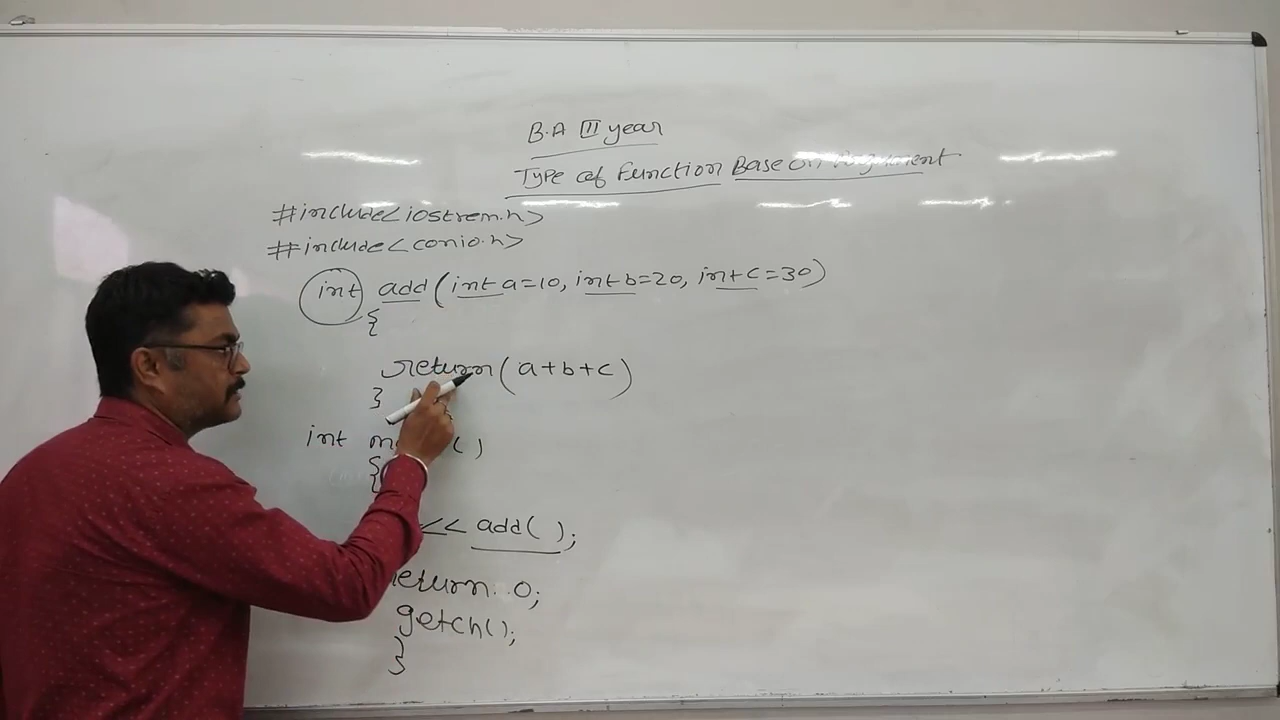 B.A II year
Type of Function Base on Argument
#include<iostrem.h>
#include<conio.h>
int add(int a=10, int b=20, int c=30)
{
return(a+b+c)
}
int ()
{
<< add( );
return 0;
getch();
}